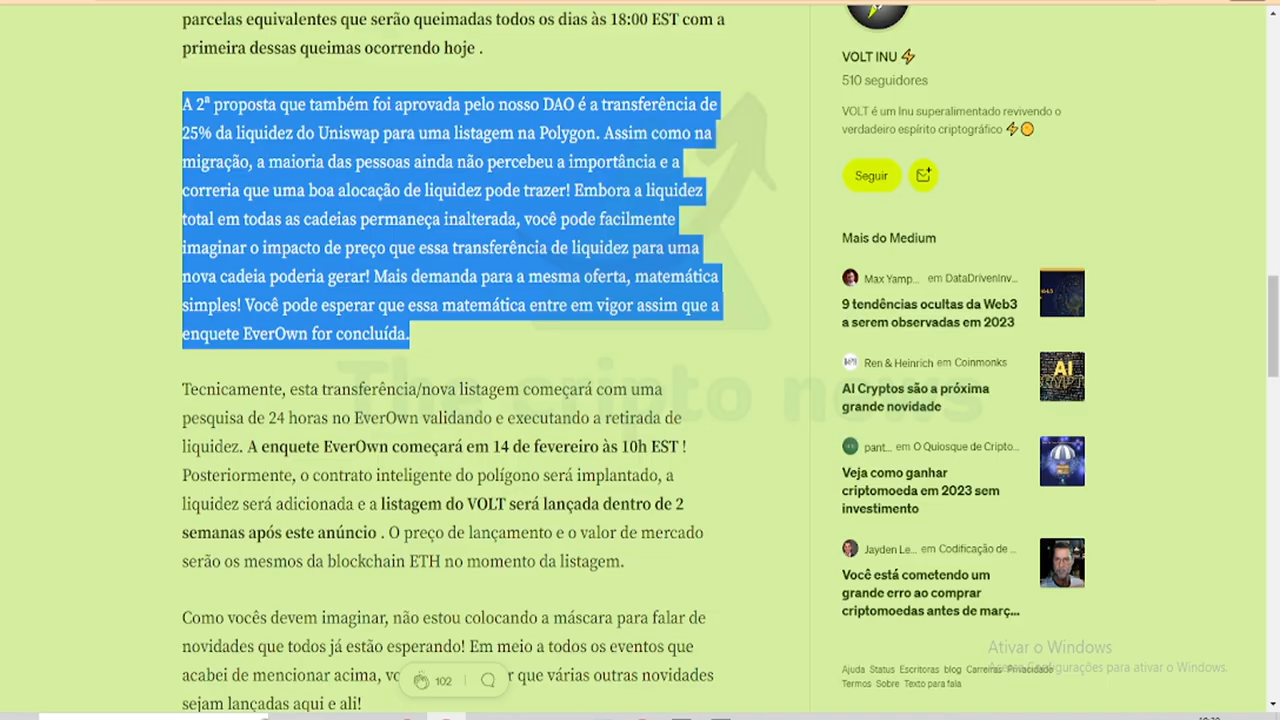 parcelas equivalentes que serão queimadas todos os dias às 18:00 EST com a
primeira dessas queimas ocorrendo hoje .
A 2ª proposta que também foi aprovada pelo nosso DAO é a transferência de
25% da liquidez do Uniswap para uma listagem na Polygon. Assim como na
migração, a maioria das pessoas ainda não percebeu a importância e a
correria que uma boa alocação de liquidez pode trazer! Embora a liquidez
total em todas as cadeias permaneça inalterada, você pode facilmente
imaginar o impacto de preço que essa transferência de liquidez para uma
nova cadeia poderia gerar! Mais demanda para a mesma oferta, matemática
simples! Você pode esperar que essa matemática entre em vigor assim que a
enquete EverOwn for concluída.
Tecnicamente, esta transferência/nova listagem começará com uma
pesquisa de 24 horas no EverOwn validando e executando a retirada de
liquidez. A enquete EverOwn começará em 14 de fevereiro às 10h EST !
Posteriormente, o contrato inteligente do polígono será implantado, a
liquidez será adicionada e a listagem do VOLT será lançada dentro de 2
semanas após este anúncio . O preço de lançamento e o valor de mercado
serão os mesmos da blockchain ETH no momento da listagem.
Como vocês devem imaginar, não estou colocando a máscara para falar de
novidades que todos já estão esperando! Em meio a todos os eventos que
acabei de mencionar acima, r que várias outras novidades
sejam lançadas aqui e ali!
102
VOLT INU ⚡
510 seguidores
VOLT é um Inu superalimentado revivendo o
verdadeiro espírito criptográfico ⚡🟡
Seguir
Mais do Medium
Max Yamp... em DataDrivenInv...
9 tendências ocultas da Web3
a serem observadas em 2023
Ren & Heinrich em Coinmonks
AI Cryptos são a próxima
grande novidade
pant... em O Quiosque de Cripto...
Veja como ganhar
criptomoeda em 2023 sem
investimento
Jayden Le... em Codificação de ...
Você está cometendo um
grande erro ao comprar
criptomoedas antes de març...
Ativar o Windows
Configurações para ativar o Windows.
Ajuda Status Escritoras blog Carreiras Privacidade
Termos Sobre Texto para fala